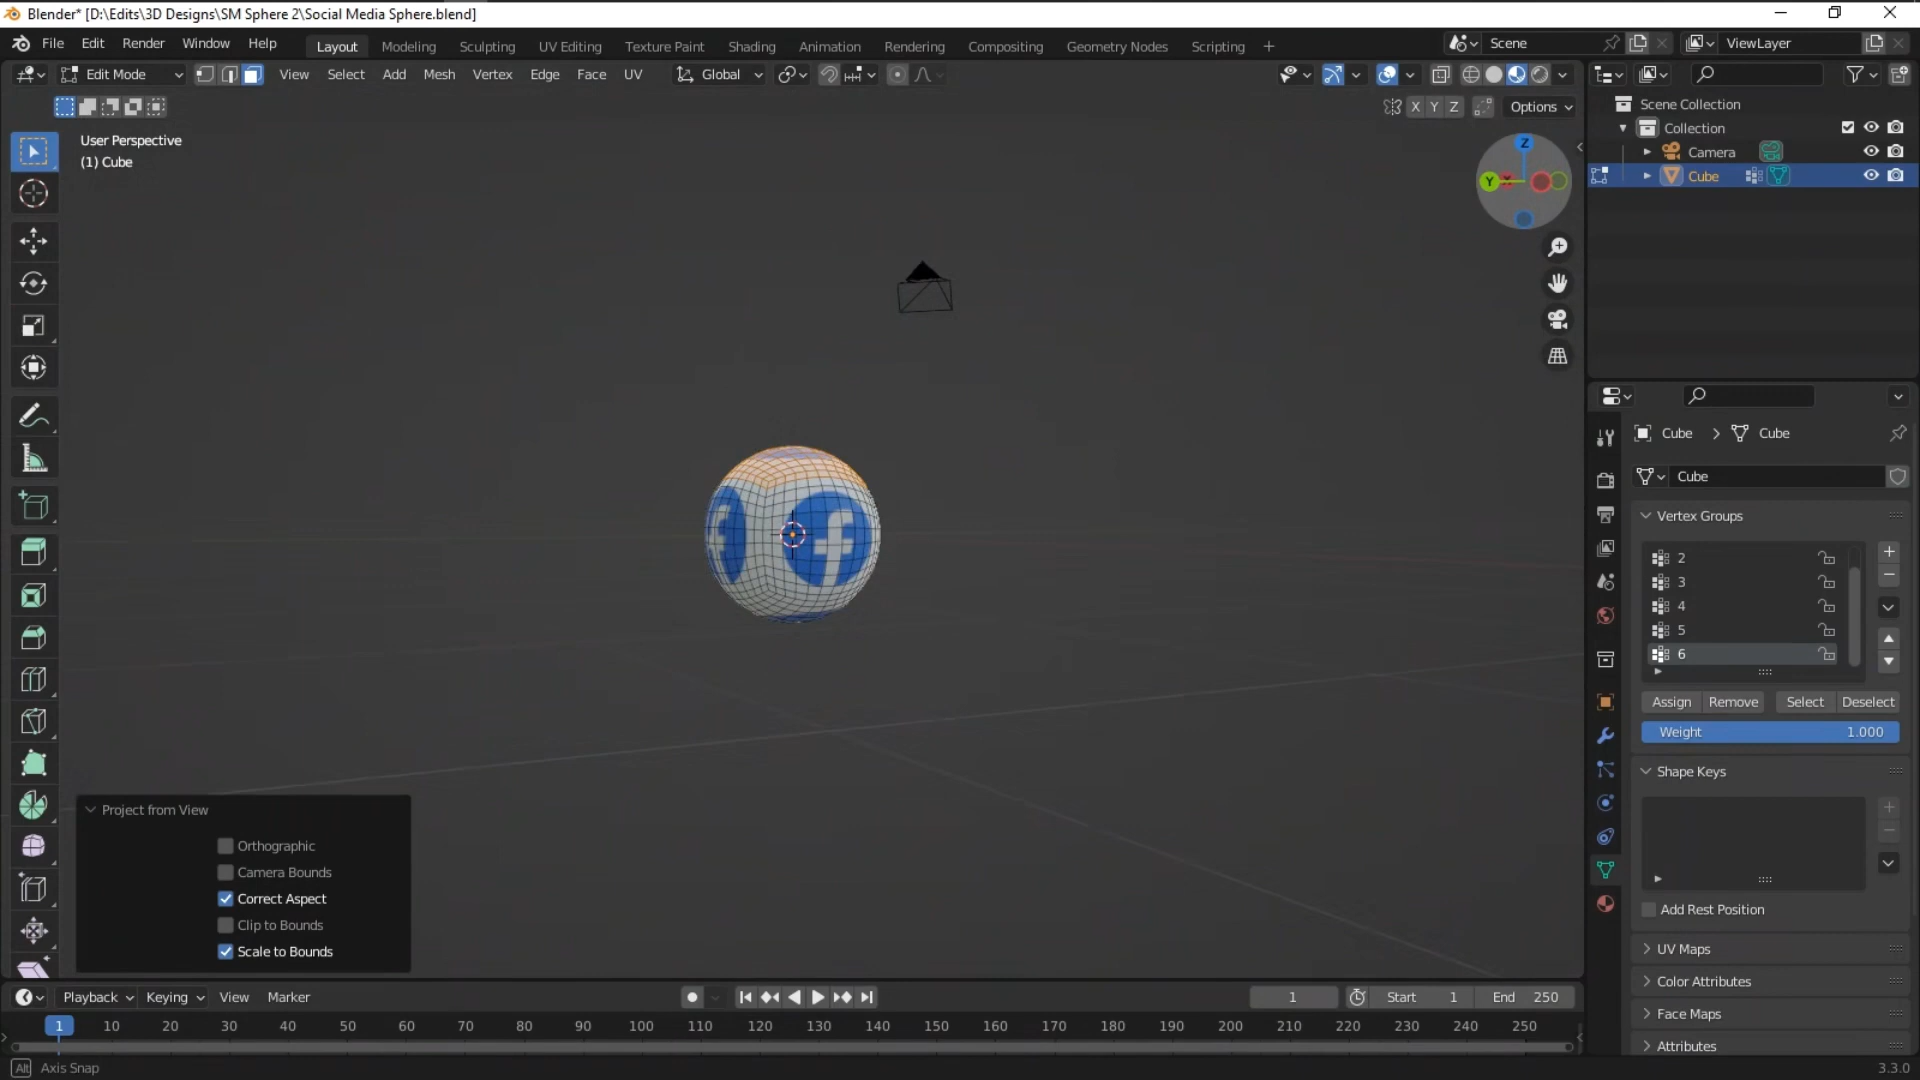 Blender* [D:\Edits\3D Designs\SM Sphere 2\Social Media Sphere.blend]
File Edit Render Window Help
Layout Modeling Sculpting UV Editing Texture Paint Shading Animation Rendering Compositing Geometry Nodes Scripting +
Scene
ViewLayer
Edit Mode
View Select Add Mesh Vertex Edge Face UV
Global
X Y Z
Options
User Perspective
(1) Cube
Z
Y
X
f
f
Project from View
Orthographic
Camera Bounds
Correct Aspect
Clip to Bounds
Scale to Bounds
Scene Collection
Collection
Camera
Cube
Cube > Cube
Cube
Vertex Groups
2
3
4
5
6
Assign Remove Select Deselect
Weight 1.000
Shape Keys
Add Rest Position
UV Maps
Color Attributes
Face Maps
Attributes
Playback Keying View Marker
1
Start 1
End 250
1 10 20 30 40 50 60 70 80 90 100 110 120 130 140 150 160 170 180 190 200 210 220 230 240 250
Alt Axis Snap
3.3.0